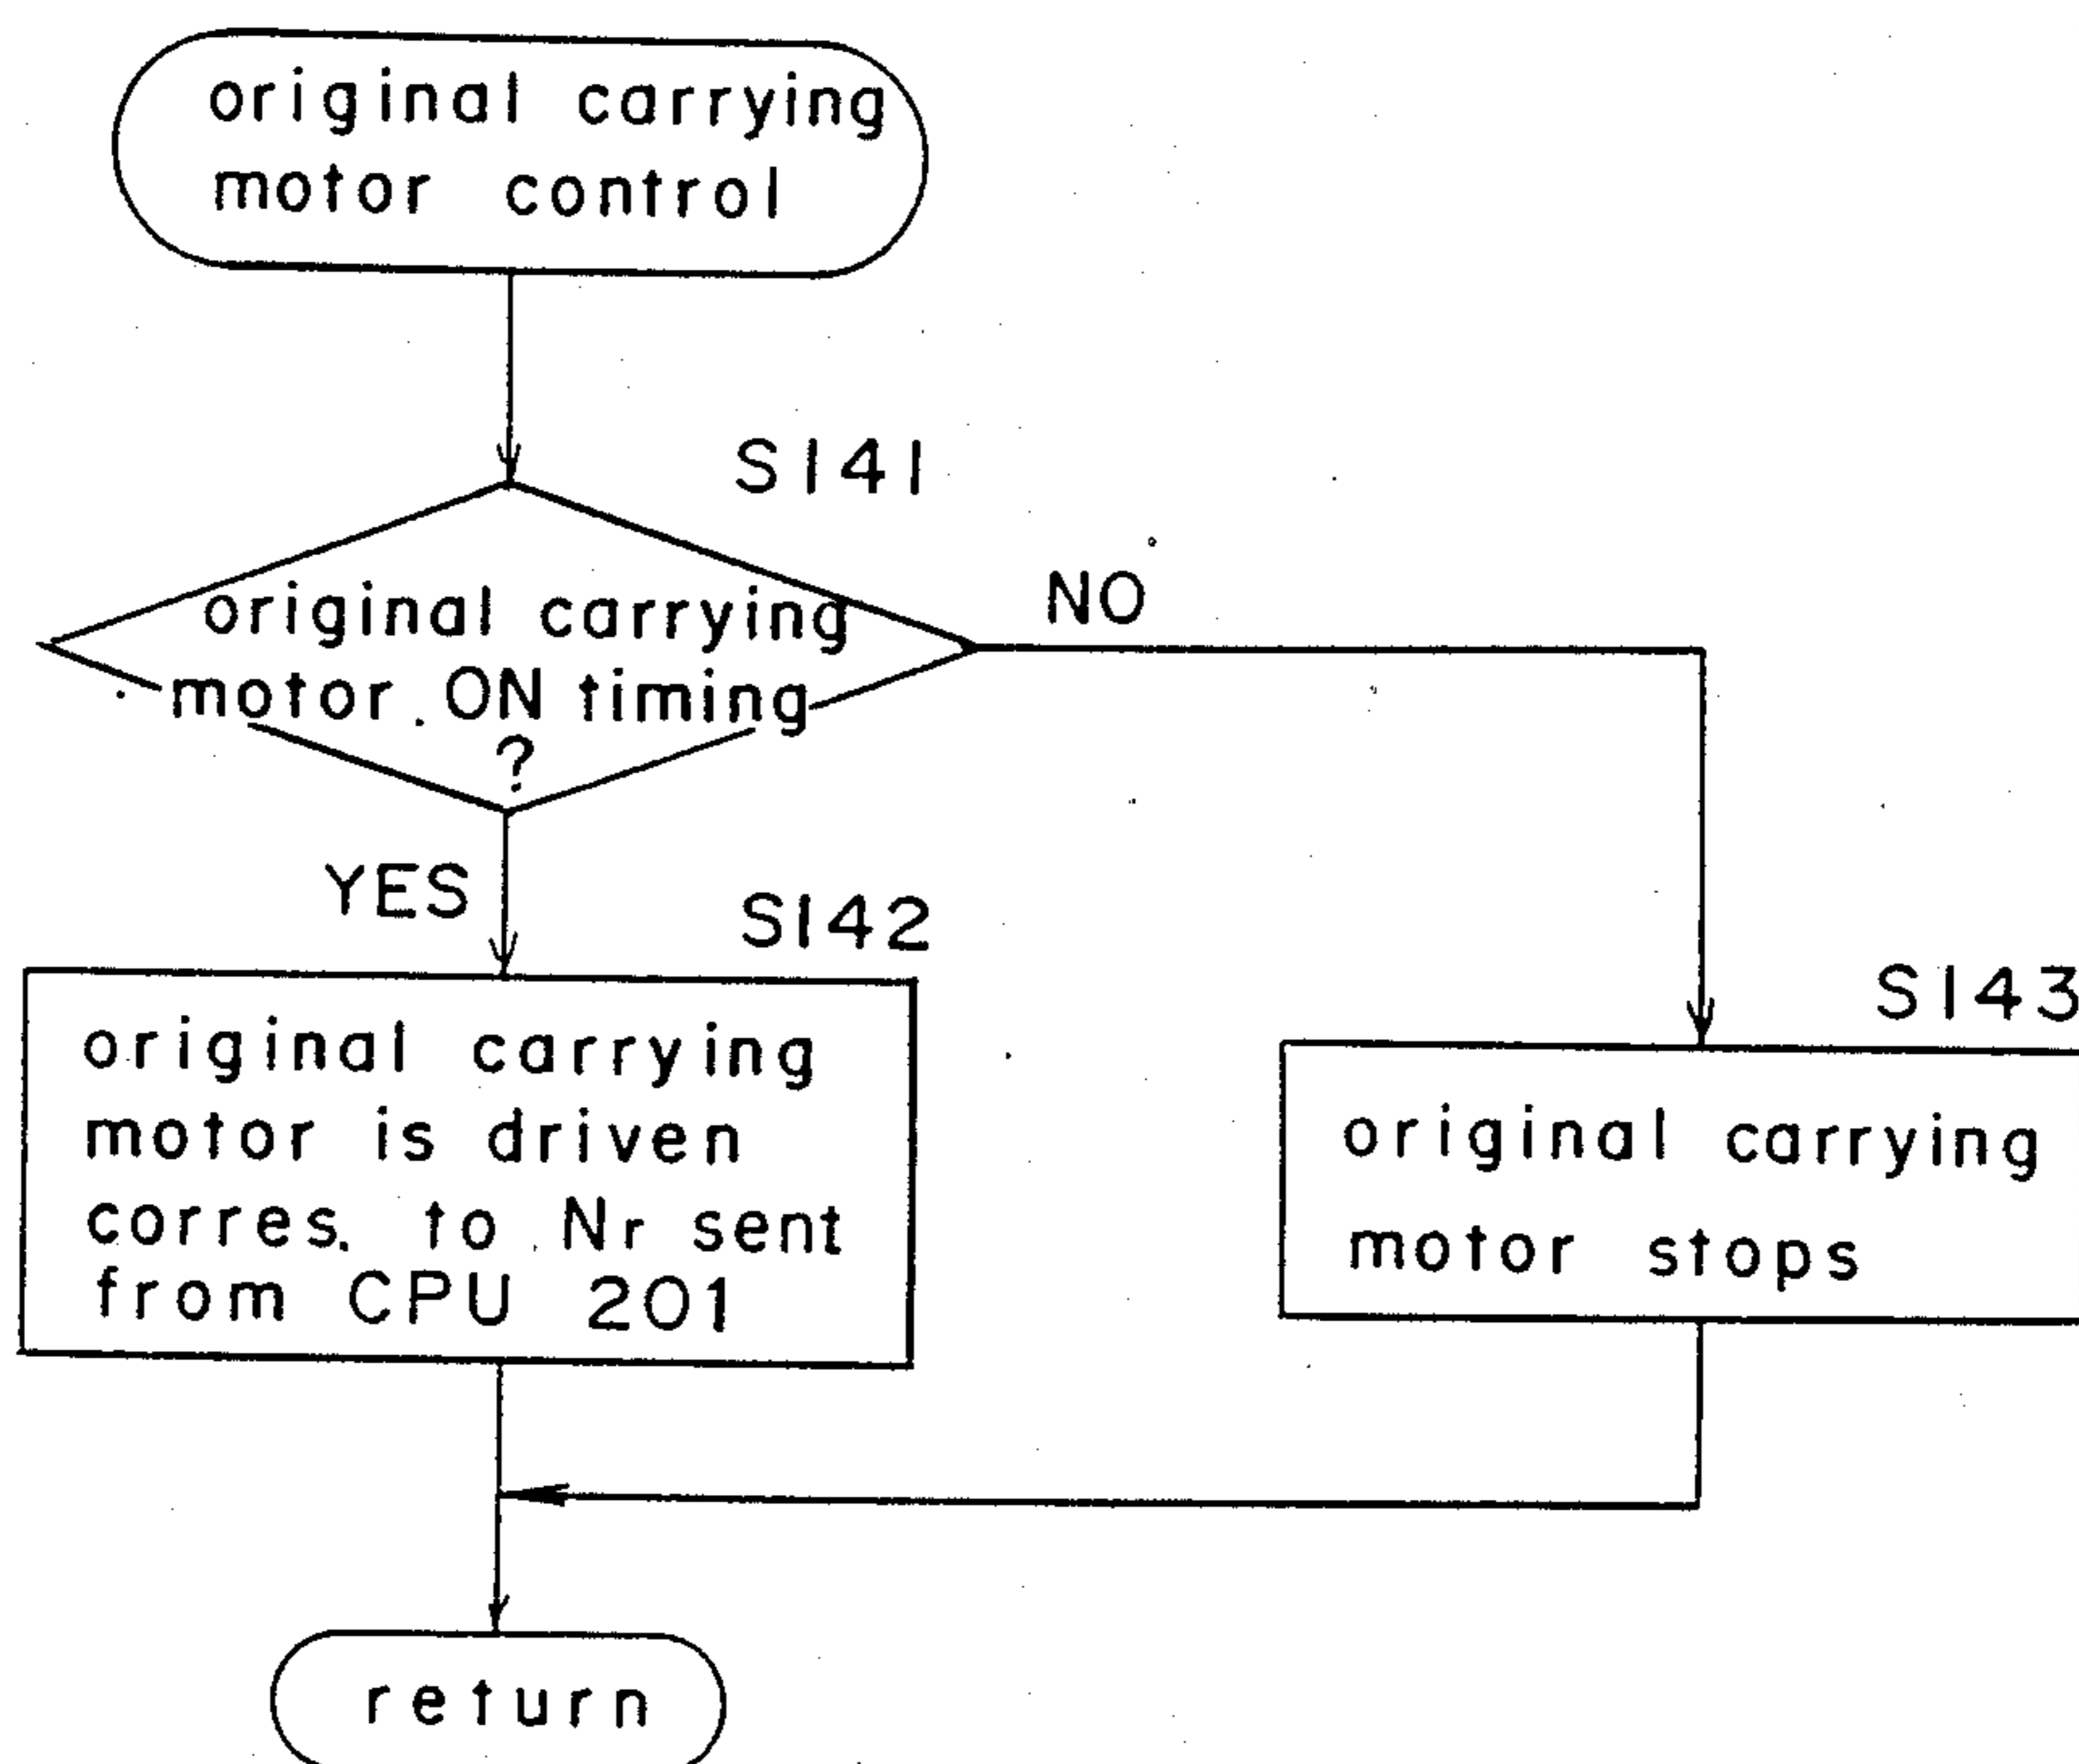 original carrying
motor control
S141
original carrying
motor ON timing
?
NO
YES
S142
original carrying
motor is driven
corres. to Nr sent
from CPU 201
S143
original carrying
motor stops
return